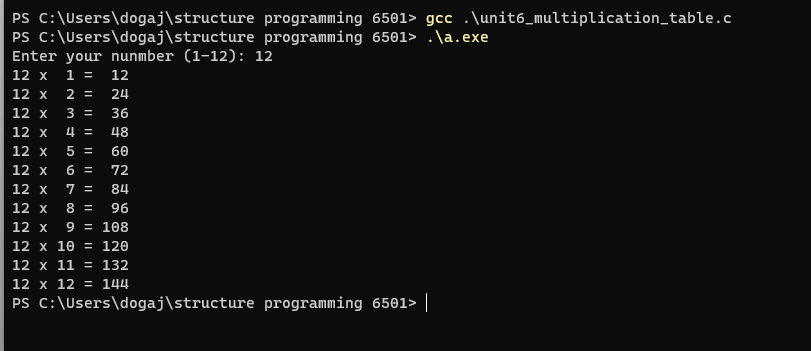 PS C:\Users\dogaj\structure programming 6501> gcc .\unit6_multiplication_table.c
PS C:\Users\dogaj\structure programming 6501> .\a.exe
Enter your nunmber (1-12): 12
12 x  1 =  12
12 x  2 =  24
12 x  3 =  36
12 x  4 =  48
12 x  5 =  60
12 x  6 =  72
12 x  7 =  84
12 x  8 =  96
12 x  9 = 108
12 x 10 = 120
12 x 11 = 132
12 x 12 = 144
PS C:\Users\dogaj\structure programming 6501>